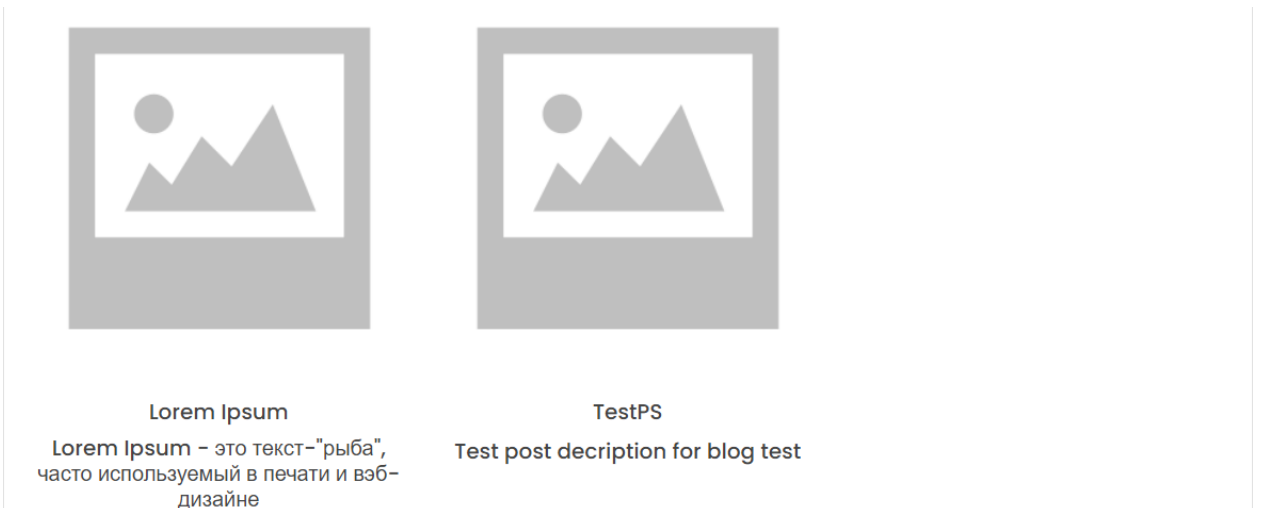 Lorem Ipsum
Lorem Ipsum - это текст-"рыба",
часто используемый в печати и вэб-
дизайне
TestPS
Test post decription for blog test